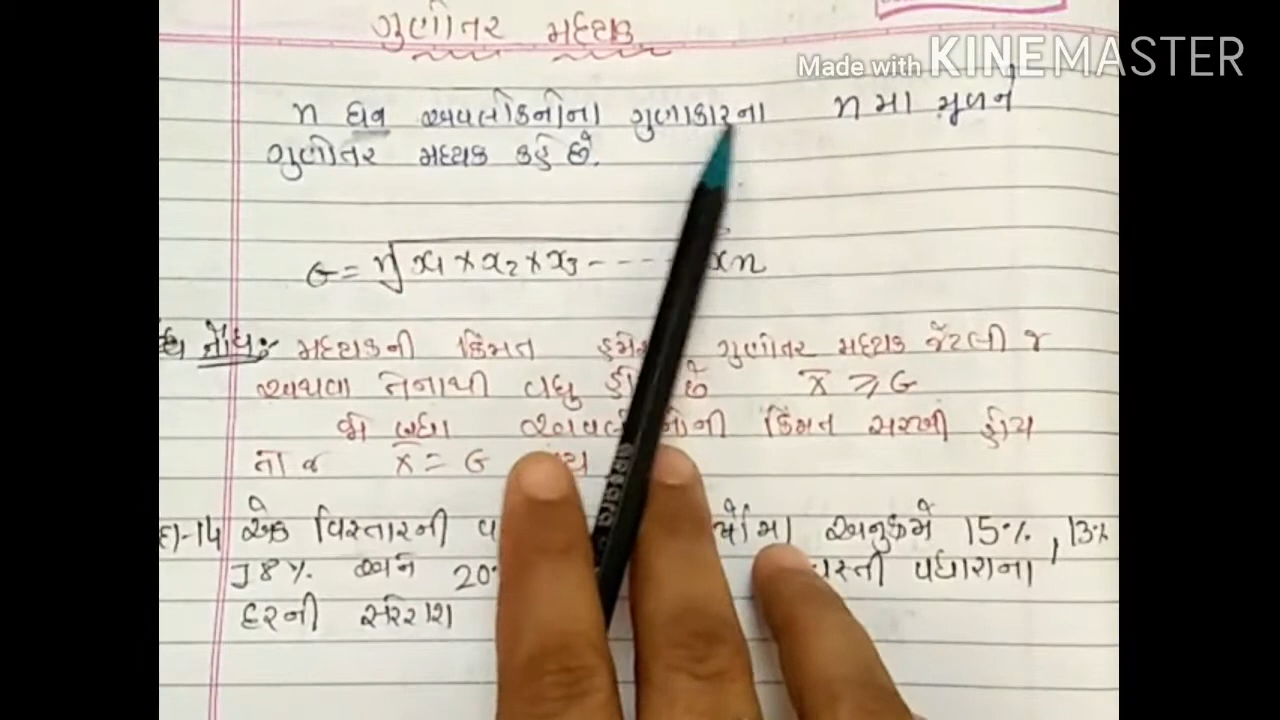 ગુણોતર મધ્યક
Made with KINEMASTER
n ધન અવલોકનોના ગુણાકારના n મા મૂળને
ગુણોતર મધ્યક કહે છે.
G = n√x1 × x2 × x3 - - - - xn
નોંધ:- મધ્યકની કિંમત ગુણોતર મધ્યક જેટલી જ
અથવા તેનાથી વધુ છે x̄ ⩾ G
જો બધા કિંમત સરખી હોય
તો જ x̄ = G
દા-14 એક વિસ્તારની અનુક્રમે 15%, 13%
18% અને 20 વસ્તી વધારાના
દરની સરેરાશ